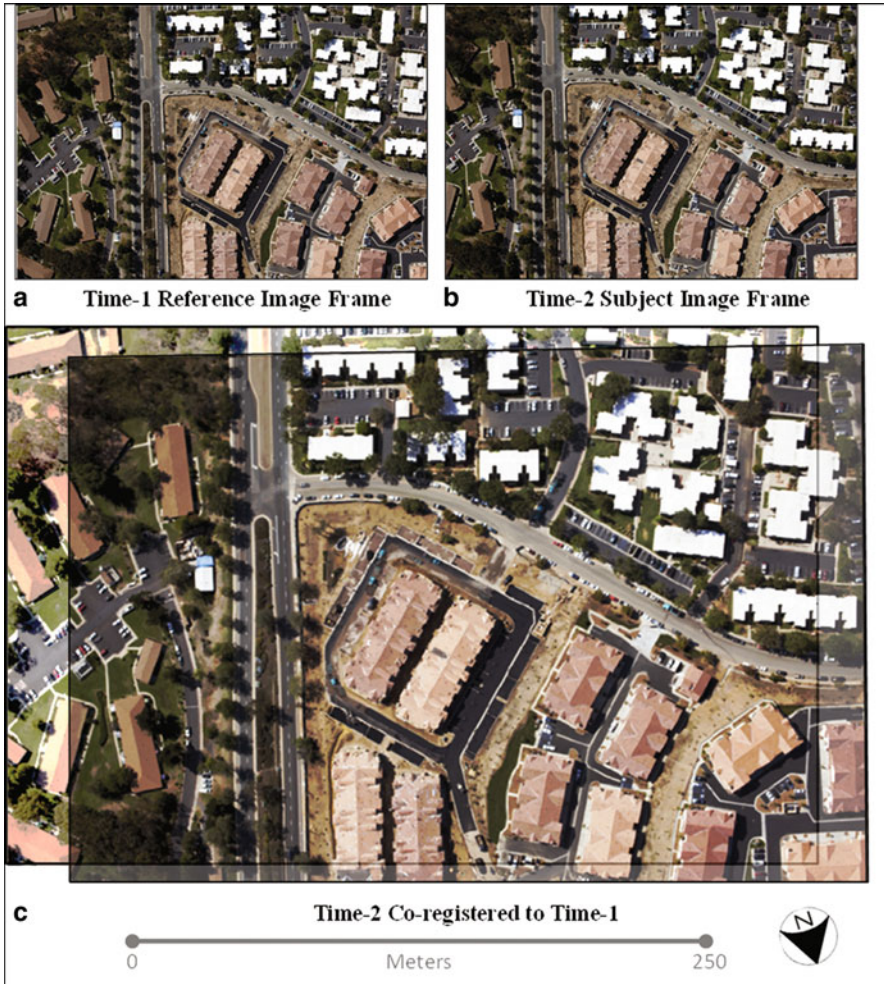 a Time-1 Reference Image Frame
b Time-2 Subject Image Frame
c Time-2 Co-registered to Time-1
N
0 Meters 250